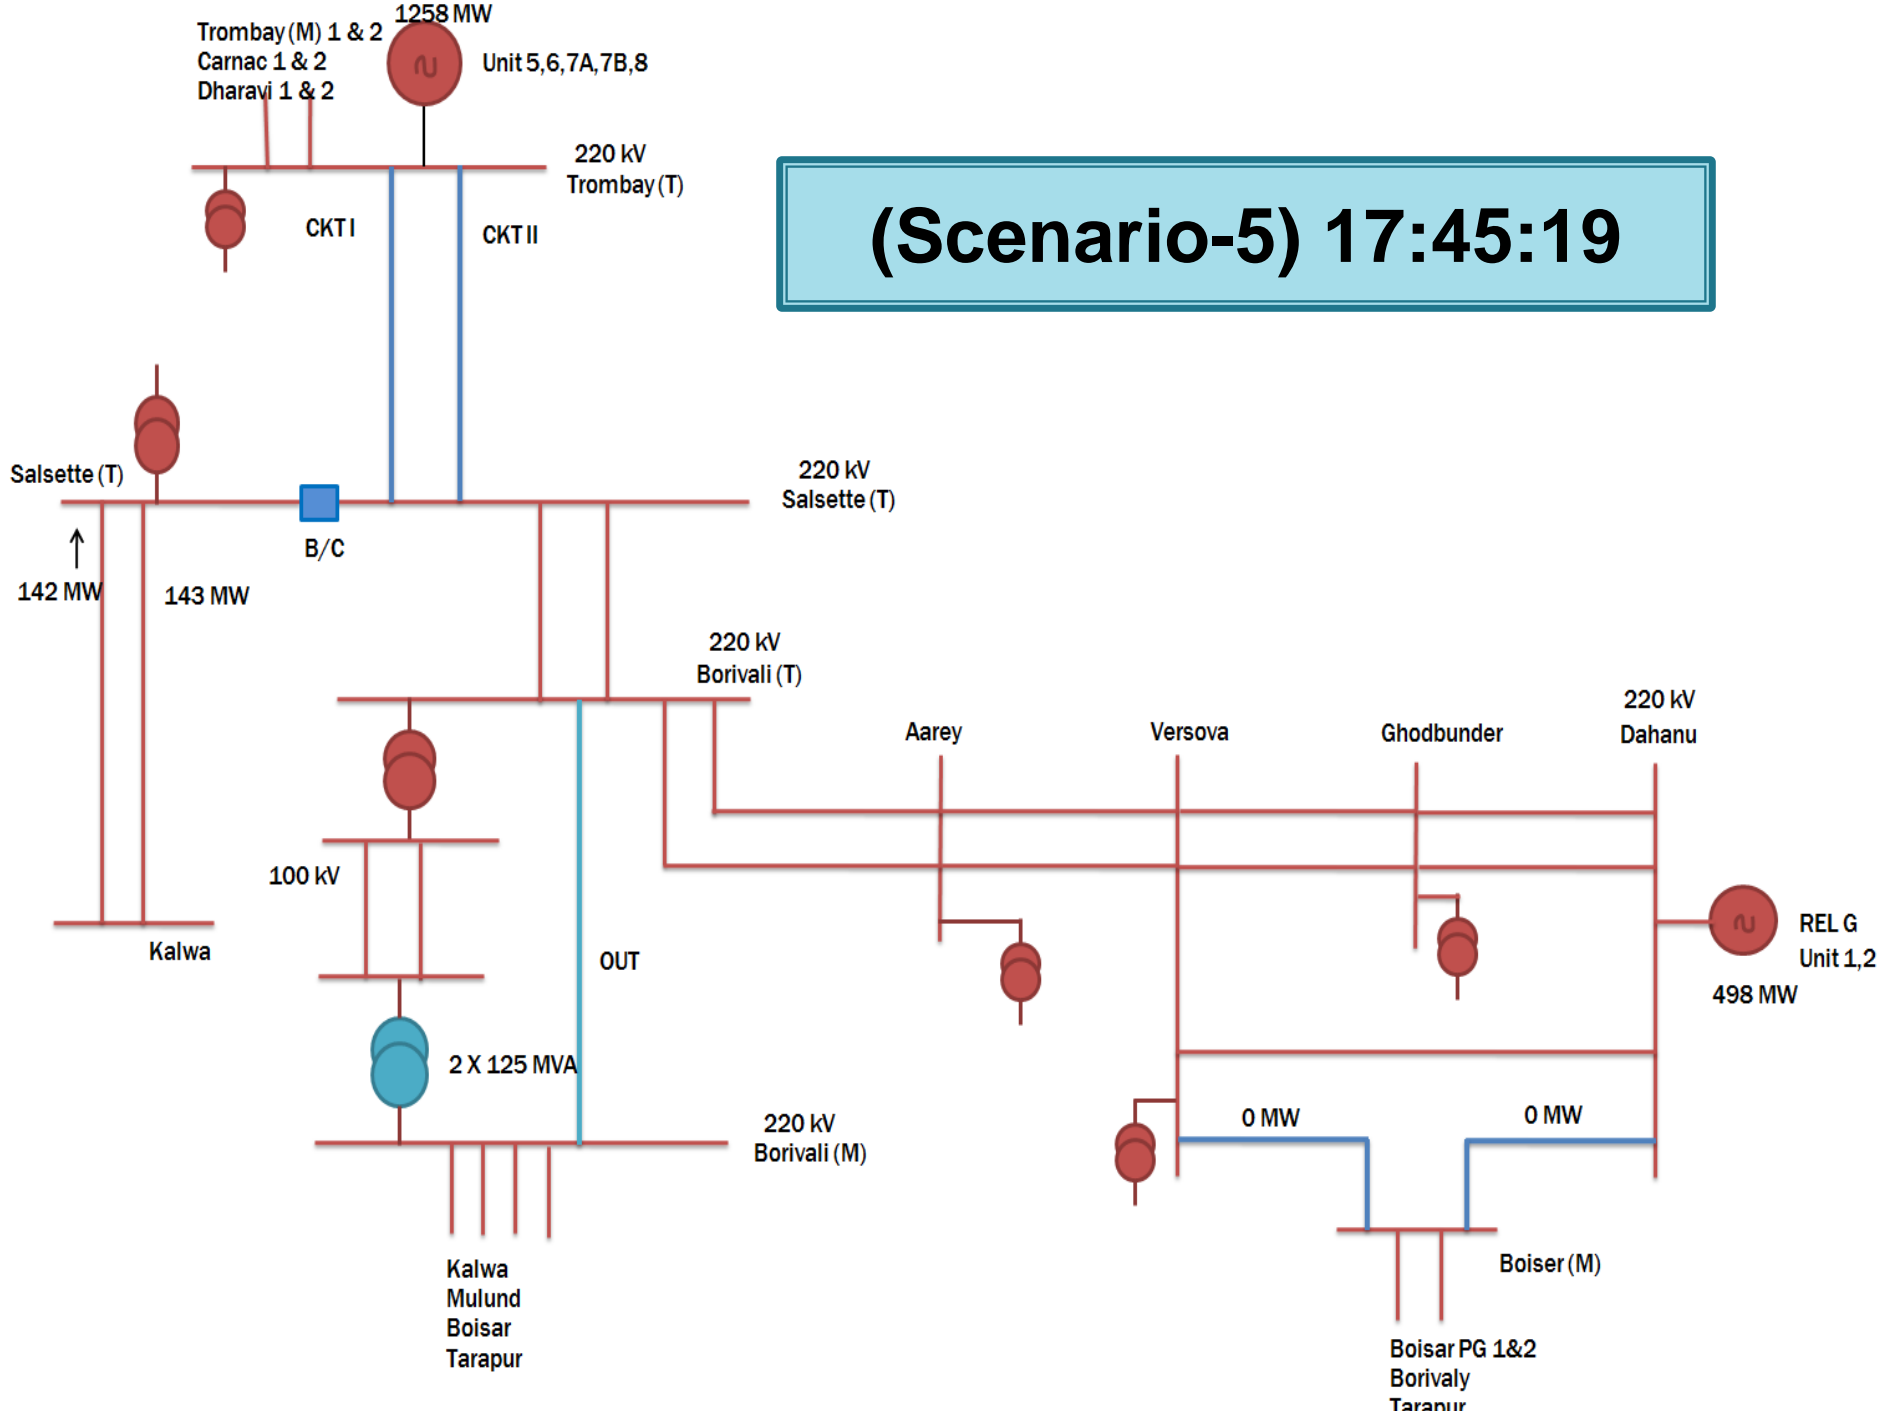 1258 MW
Trombay (M) 1 & 2
Carnac 1 & 2
Dharavi 1 & 2
Unit 5,6,7A,7B,8
220 kV
Trombay (T)
CKT I
CKT II
(Scenario-5) 17:45:19
Salsette (T)
220 kV
Salsette (T)
B/C
142 MW
143 MW
220 kV
Borivali (T)
Aarey
Versova
Ghodbunder
220 kV
Dahanu
100 kV
Kalwa
OUT
REL G
Unit 1,2
498 MW
2 X 125 MVA
220 kV
Borivali (M)
0 MW
0 MW
Kalwa
Mulund
Boisar
Tarapur
Boiser (M)
Boisar PG 1&2
Borivaly
Tarapur